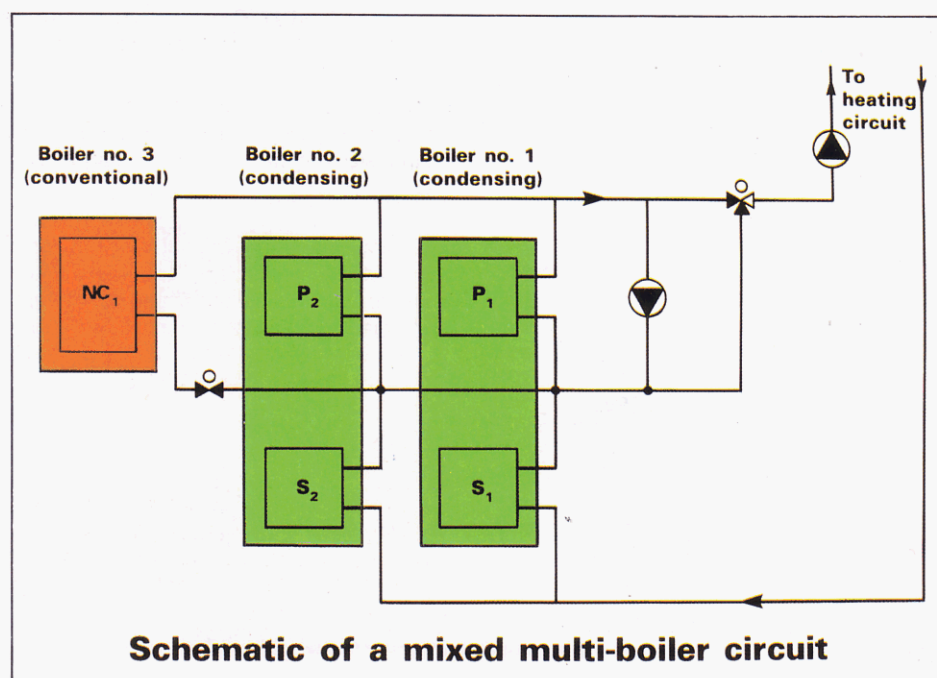 To
heating
circuit
Boiler no. 3
(conventional)
Boiler no. 2
(condensing)
Boiler no. 1
(condensing)
NC₁
P₂
P₁
S₂
S₁
Schematic of a mixed multi-boiler circuit